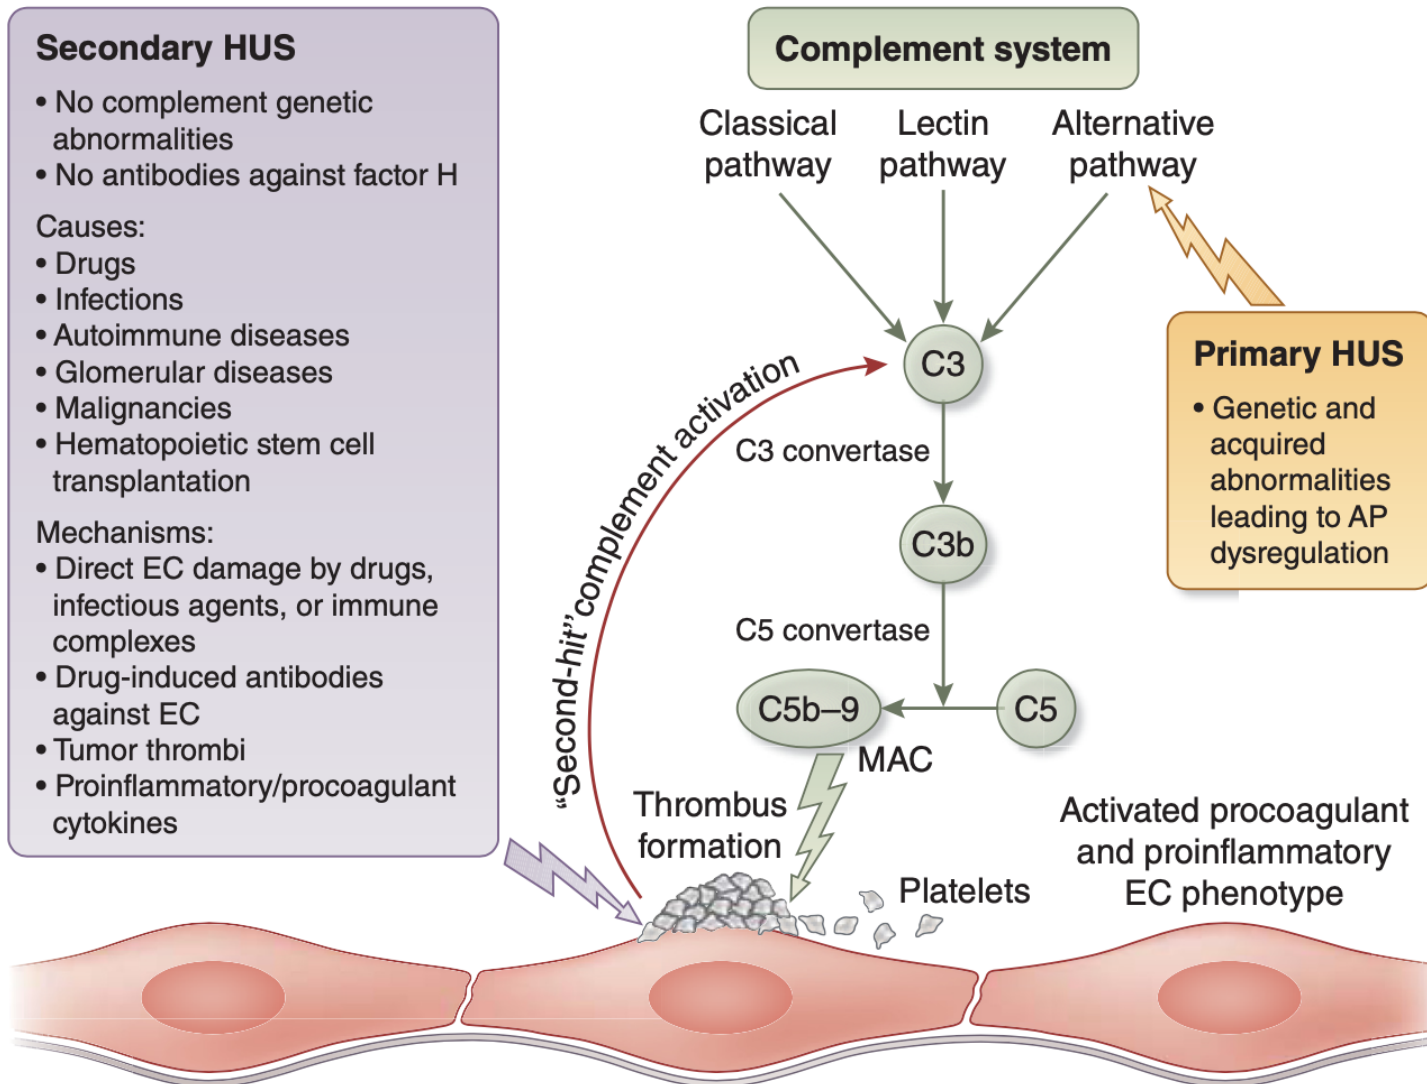 Secondary HUS
• No complement genetic
abnormalities
• No antibodies against factor H
Causes:
• Drugs
• Infections
• Autoimmune diseases
• Glomerular diseases
• Malignancies
• Hematopoietic stem cell
transplantation
Mechanisms:
• Direct EC damage by drugs,
infectious agents, or immune
complexes
• Drug-induced antibodies
against EC
• Tumor thrombi
• Proinflammatory/procoagulant
cytokines
Complement system
Classical
pathway
Lectin
pathway
Alternative
pathway
C3
C3 convertase
C3b
C5 convertase
C5b–9
C5
MAC
"Second-hit"complement activation
Primary HUS
• Genetic and
acquired
abnormalities
leading to AP
dysregulation
Thrombus
formation
Platelets
Activated procoagulant
and proinflammatory
EC phenotype